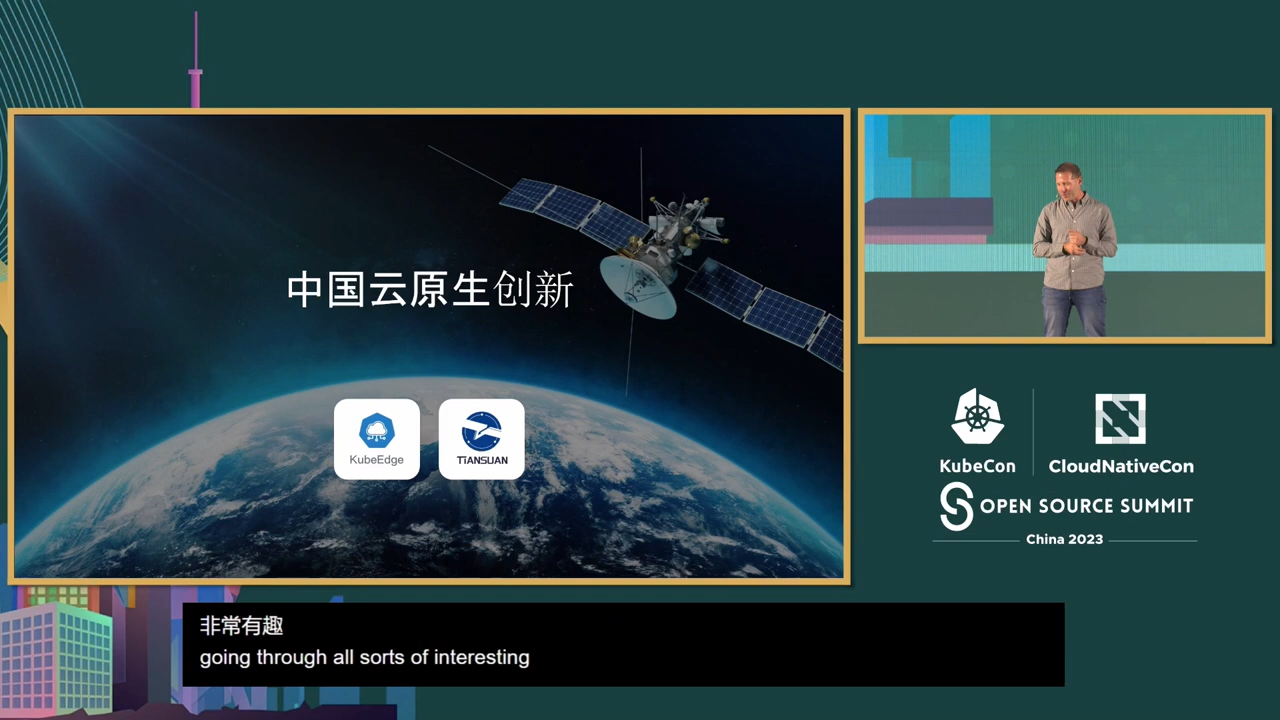 中国云原生创新
KubeEdge
TiANSUAN
KubeCon
CloudNativeCon
OPEN SOURCE SUMMIT
China 2023
非常有趣
going through all sorts of interesting